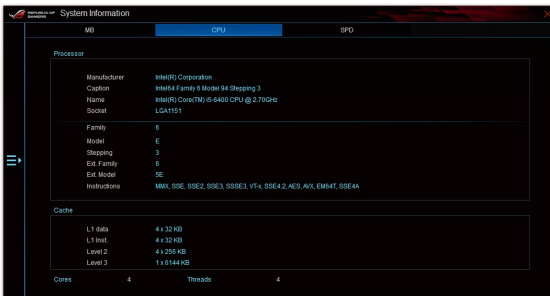 REPUBLIC OF GAMERS System Information
MB CPU SPD
Processor
Manufacturer Intel(R) Corporation
Caption Intel64 Family 6 Model 94 Stepping 3
Name Intel(R) Core(TM) i5-6400 CPU @ 2.70GHz
Socket LGA1151
Family 6
Model E
Stepping 3
Ext. Family 6
Ext. Model 5E
Instructions MMX, SSE, SSE2, SSE3, SSSE3, VT-x, SSE4.2, AES, AVX, EM64T, SSE4A
Cache
L1 data 4 x 32 KB
L1 Inst. 4 x 32 KB
Level 2 4 x 256 KB
Level 3 1 x 6144 KB
Cores 4 Threads 4